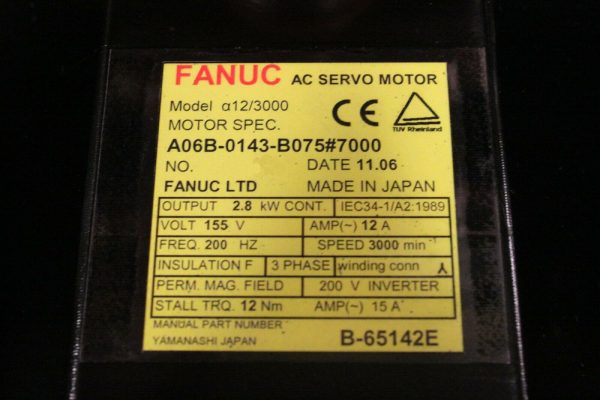 FANUC AC SERVO MOTOR
Model α12/3000
MOTOR SPEC.
A06B-0143-B075#7000
NO. DATE 11.06
FANUC LTD MADE IN JAPAN
OUTPUT 2.8 kW CONT. IEC34-1/A2:1989
VOLT 155 V AMP(~) 12 A
FREQ. 200 HZ SPEED 3000 min⁻¹
INSULATION F 3 PHASE winding conn
PERM. MAG. FIELD 200 V INVERTER
STALL TRQ. 12 Nm AMP(~) 15 A
MANUAL PART NUMBER
YAMANASHI JAPAN B-65142E
CE
TUV Rheinland